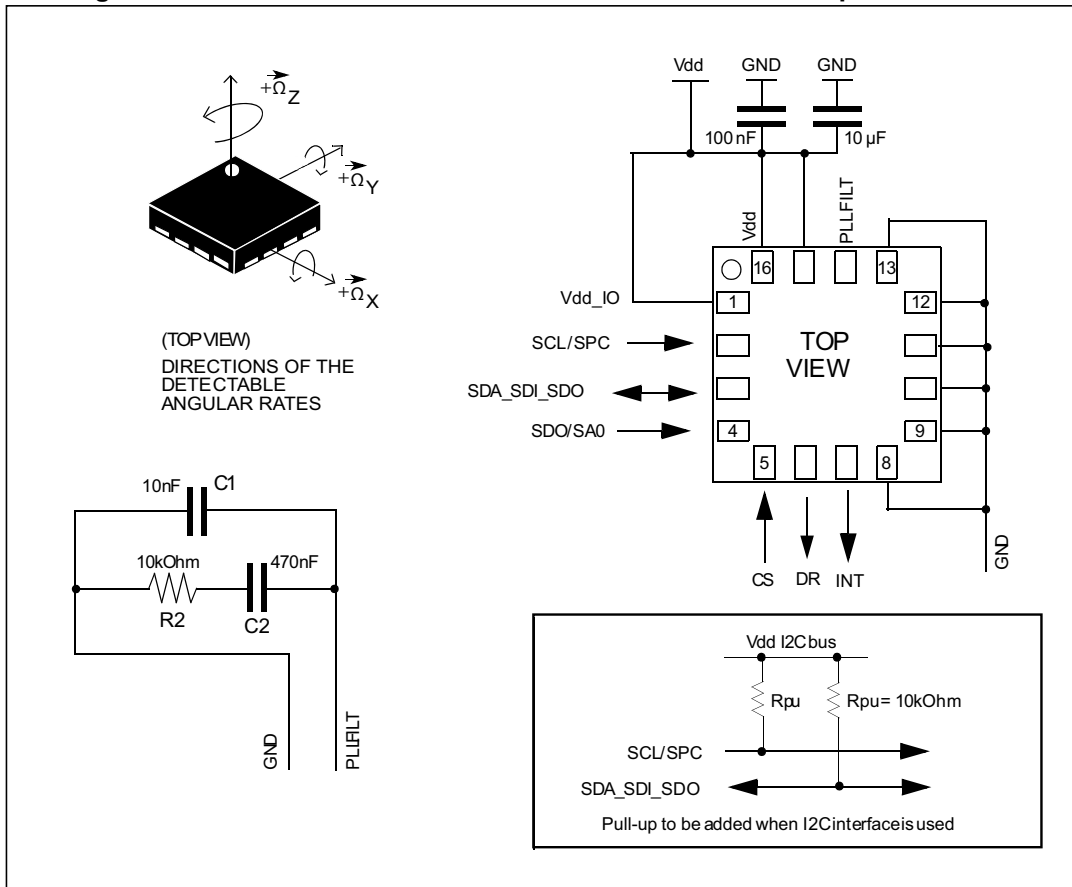 +Ω Z
+Ω Y
+Ω X
(TOP VIEW)
DIRECTIONS OF THE
DETECTABLE
ANGULAR RATES
Vdd
GND
GND
100 nF
10 µF
Vdd
PLLFILT
16
13
Vdd_IO
1
12
SCL/SPC
TOP
VIEW
SDA_SDI_SDO
SDO/SA0
4
9
5
8
CS
DR
INT
GND
10nF
C1
10kOhm
470nF
R2
C2
GND
PLLFILT
Vdd I2C bus
Rpu
Rpu= 10kOhm
SCL/SPC
SDA_SDI_SDO
Pull-up to be added when I2C interface is used